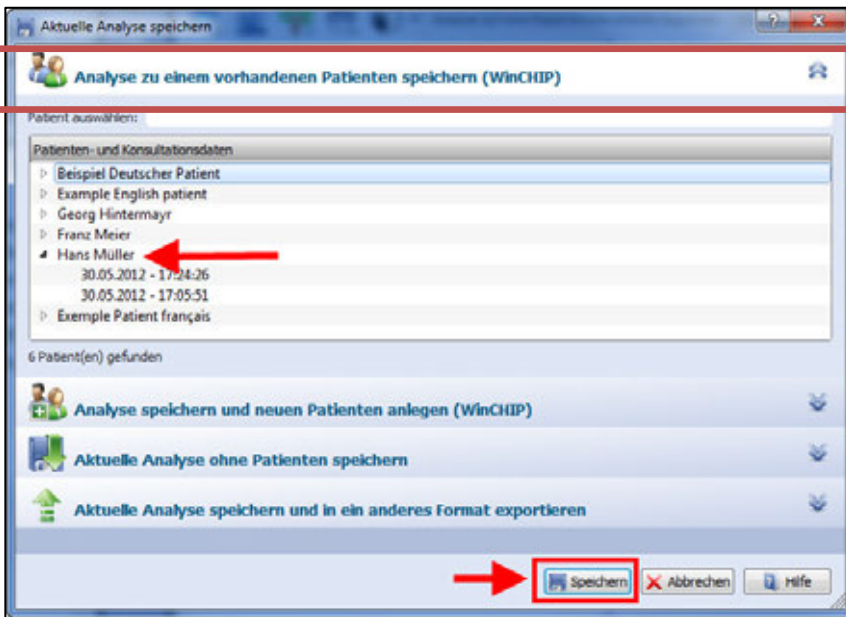 Aktuelle Analyse speichern
Analyse zu einem vorhandenen Patienten speichern (WinCHIP)
Patient auswählen:
Patienten- und Konsultationsdaten
Beispiel Deutscher Patient
Example English patient
Georg Hintermayr
Franz Meier
Hans Müller
30.05.2012 - 17:24:26
30.05.2012 - 17:05:51
Exemple Patient français
6 Patient(en) gefunden
Analyse speichern und neuen Patienten anlegen (WinCHIP)
Aktuelle Analyse ohne Patienten speichern
Aktuelle Analyse speichern und in ein anderes Format exportieren
Speichern Abbrechen Hilfe